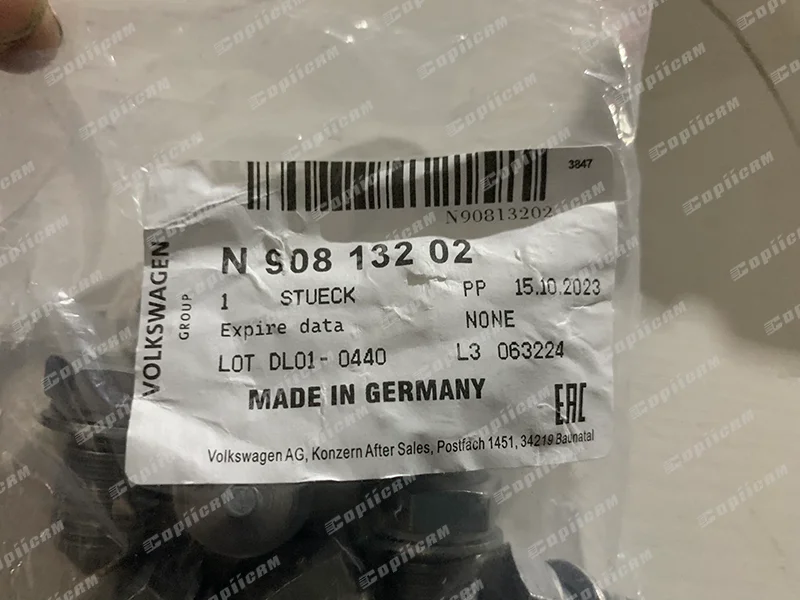 3847
N90813202
N 908 132 02
1 STUECK PP 15.10.2023
Expire data NONE
LOT DL01-0440 L3 063224
MADE IN GERMANY
EAC
Volkswagen AG, Konzern After Sales, Postfach 1451, 34219 Baunatal
VOLKSWAGEN
GROUP
Copiicam